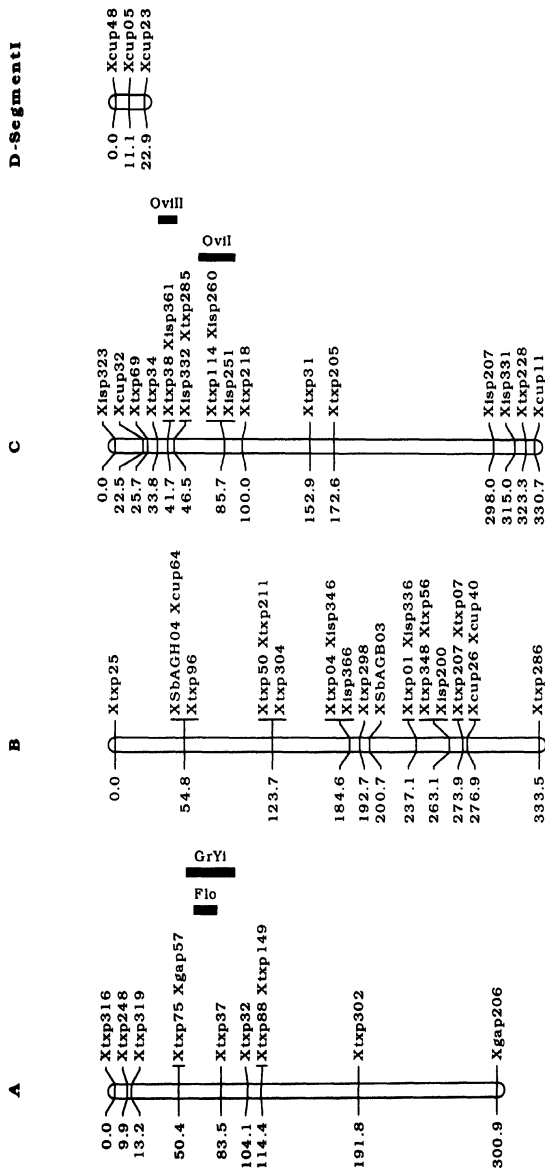 A
0.0 Xtxp316
9.9 Xtxp248
13.2 Xtxp319
50.4 Xtxp75 Xgap57
83.5 Xtxp37
104.1 Xtxp32
114.4 Xtxp88 Xtxp149
191.8 Xtxp302
300.9 Xgap206
Flo
GrYi
B
0.0 Xtxp25
54.8 XSbAGH04 Xcup64
Xtxp96
123.7 Xtxp50 Xtxp211
Xtxp304
184.6 Xtxp04 Xisp346
Xisp366
192.7 Xtxp298
200.7 XSbAGB03
237.1 Xtxp01 Xisp336
Xtxp348 Xtxp56
263.1 Xisp200
273.9 Xtxp207 Xtxp07
276.9 Xcup26 Xcup40
333.5 Xtxp286
C
0.0 Xisp323
22.5 Xcup32
25.7 Xtxp69
33.8 Xtxp34
41.7 Xtxp38 Xisp361
46.5 Xisp332 Xtxp285
85.7 Xtxp114 Xisp260
Xisp251
100.0 Xtxp218
152.9 Xtxp31
172.6 Xtxp205
298.0 Xisp207
315.0 Xisp331
323.3 Xtxp228
330.7 Xcup11
OviI
OviII
D-Segment1
0.0 Xcup48
11.1 Xcup05
22.9 Xcup23